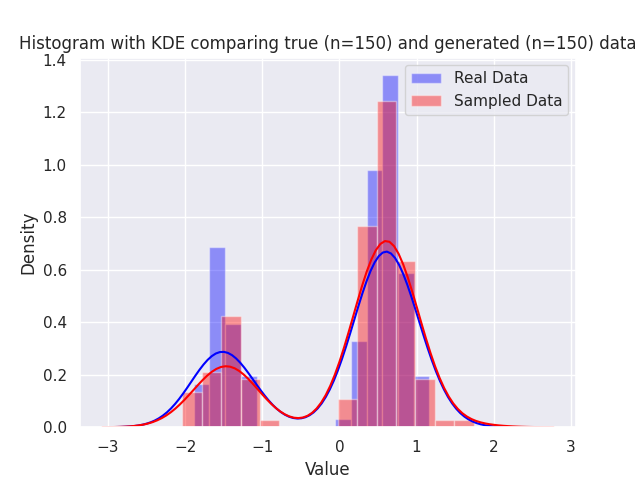 Histogram with KDE comparing true (n=150) and generated (n=150) data
Real Data
Sampled Data
Density
1.4
1.2
1.0
0.8
0.6
0.4
0.2
0.0
−3 −2 −1 0 1 2 3
Value